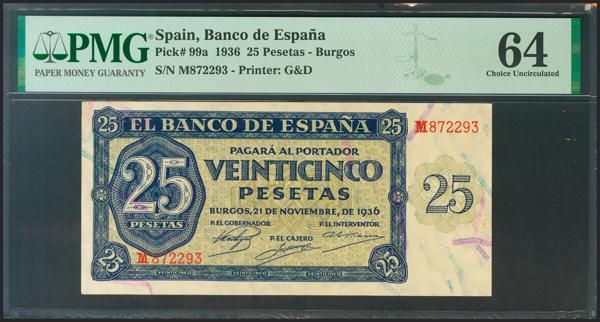 PMG
PAPER MONEY GUARANTY
Spain, Banco de España
Pick# 99a 1936 25 Pesetas - Burgos
S/N M872293 - Printer: G&D
64
Choice Uncirculated
25
EL BANCO DE ESPAÑA
25
M872293
PAGARÁ AL PORTADOR
VEINTICINCO
PESETAS
25
PESETAS
25
BURGOS, 21 DE NOVIEMBRE, DE 1936
P.EL GOBERNADOR
P.EL INTERVENTOR
P.EL CAJERO
M872293
25
25